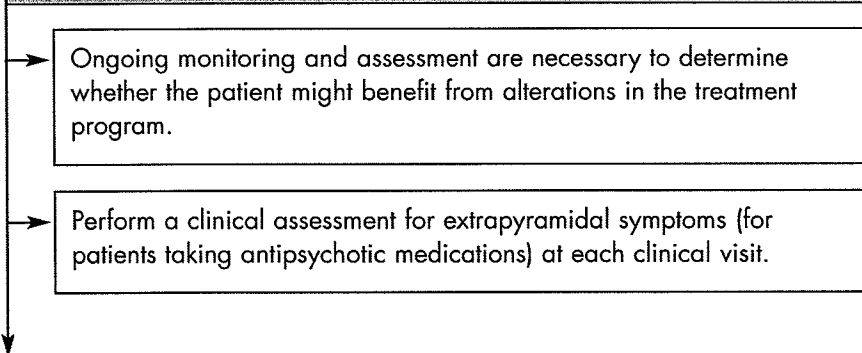 Ongoing monitoring and assessment are necessary to determine
whether the patient might benefit from alterations in the treatment
program.
Perform a clinical assessment for extrapyramidal symptoms (for
patients taking antipsychotic medications) at each clinical visit.